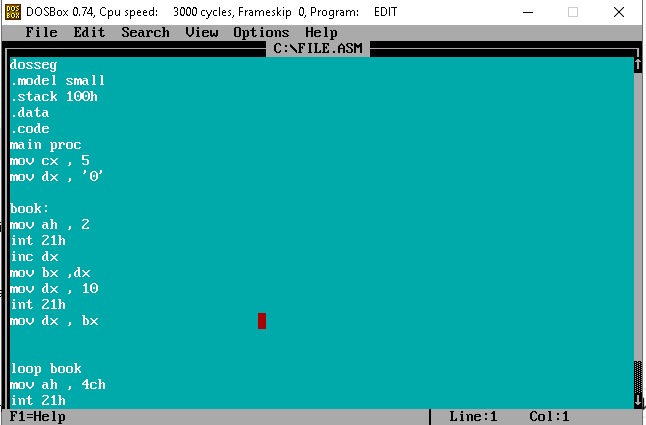 DOSBox 0.74, Cpu speed: 3000 cycles, Frameskip 0, Program: EDIT
File Edit Search View Options Help
C:\FILE.ASM
dosseg
.model small
.stack 100h
.data
.code
main proc
mov cx , 5
mov dx , '0'
book:
mov ah , 2
int 21h
inc dx
mov bx ,dx
mov dx , 10
int 21h
mov dx , bx
loop book
mov ah , 4ch
int 21h
F1=Help Line:1 Col:1